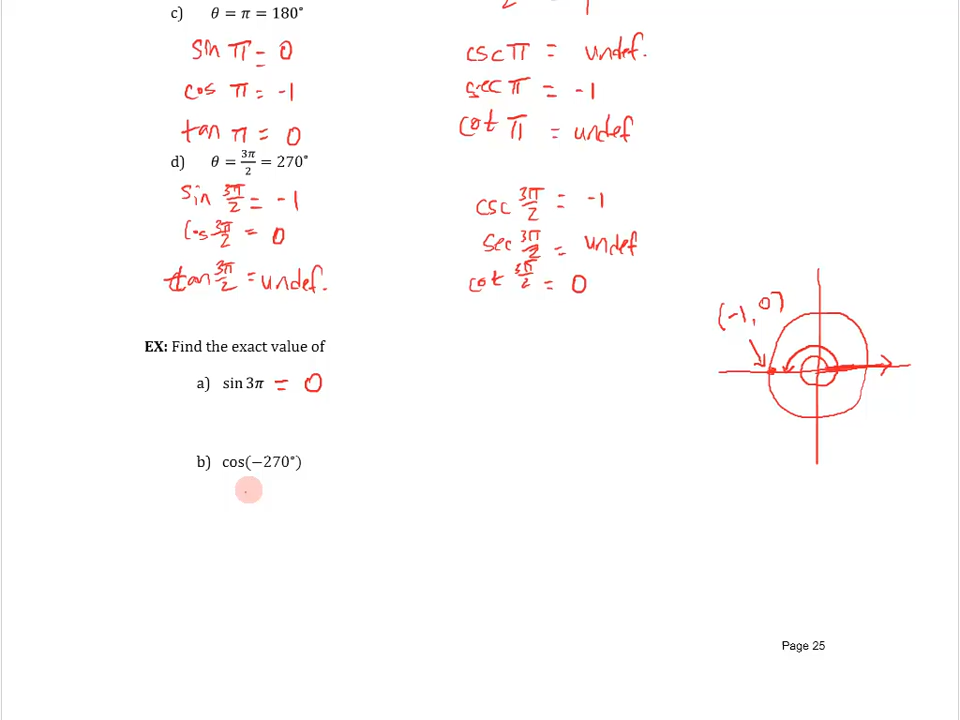 c) θ = π = 180°
sin π = 0
csc π = undef.
cos π = -1
sec π = -1
tan π = 0
cot π = undef
d) θ = 3π/2 = 270°
sin 3π/2 = -1
csc 3π/2 = -1
cos 3π/2 = 0
sec 3π/2 = undef
tan 3π/2 = undef.
cot 3π/2 = 0
(-1, 0)
EX: Find the exact value of
a) sin 3π = 0
b) cos(−270°)
Page 25